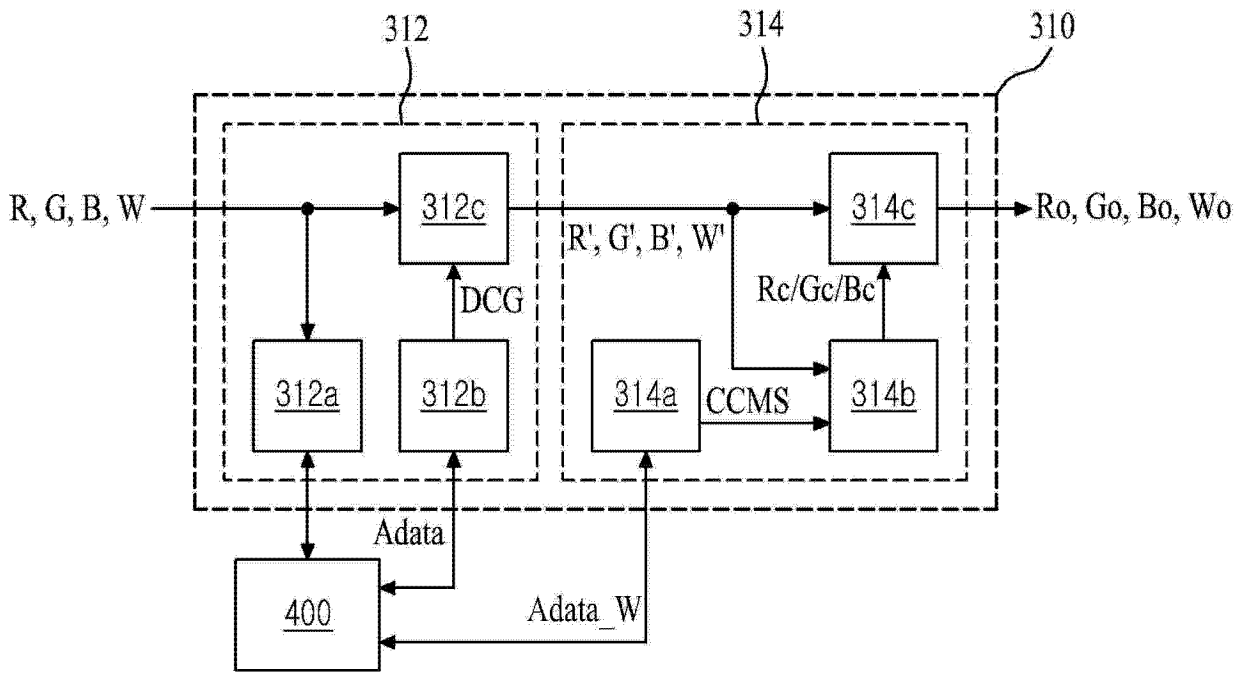 312
314
310
R, G, B, W
312c
R', G', B', W'
314c
Ro, Go, Bo, Wo
DCG
Rc/Gc/Bc
312a
312b
314a
CCMS
314b
Adata
400
Adata_W